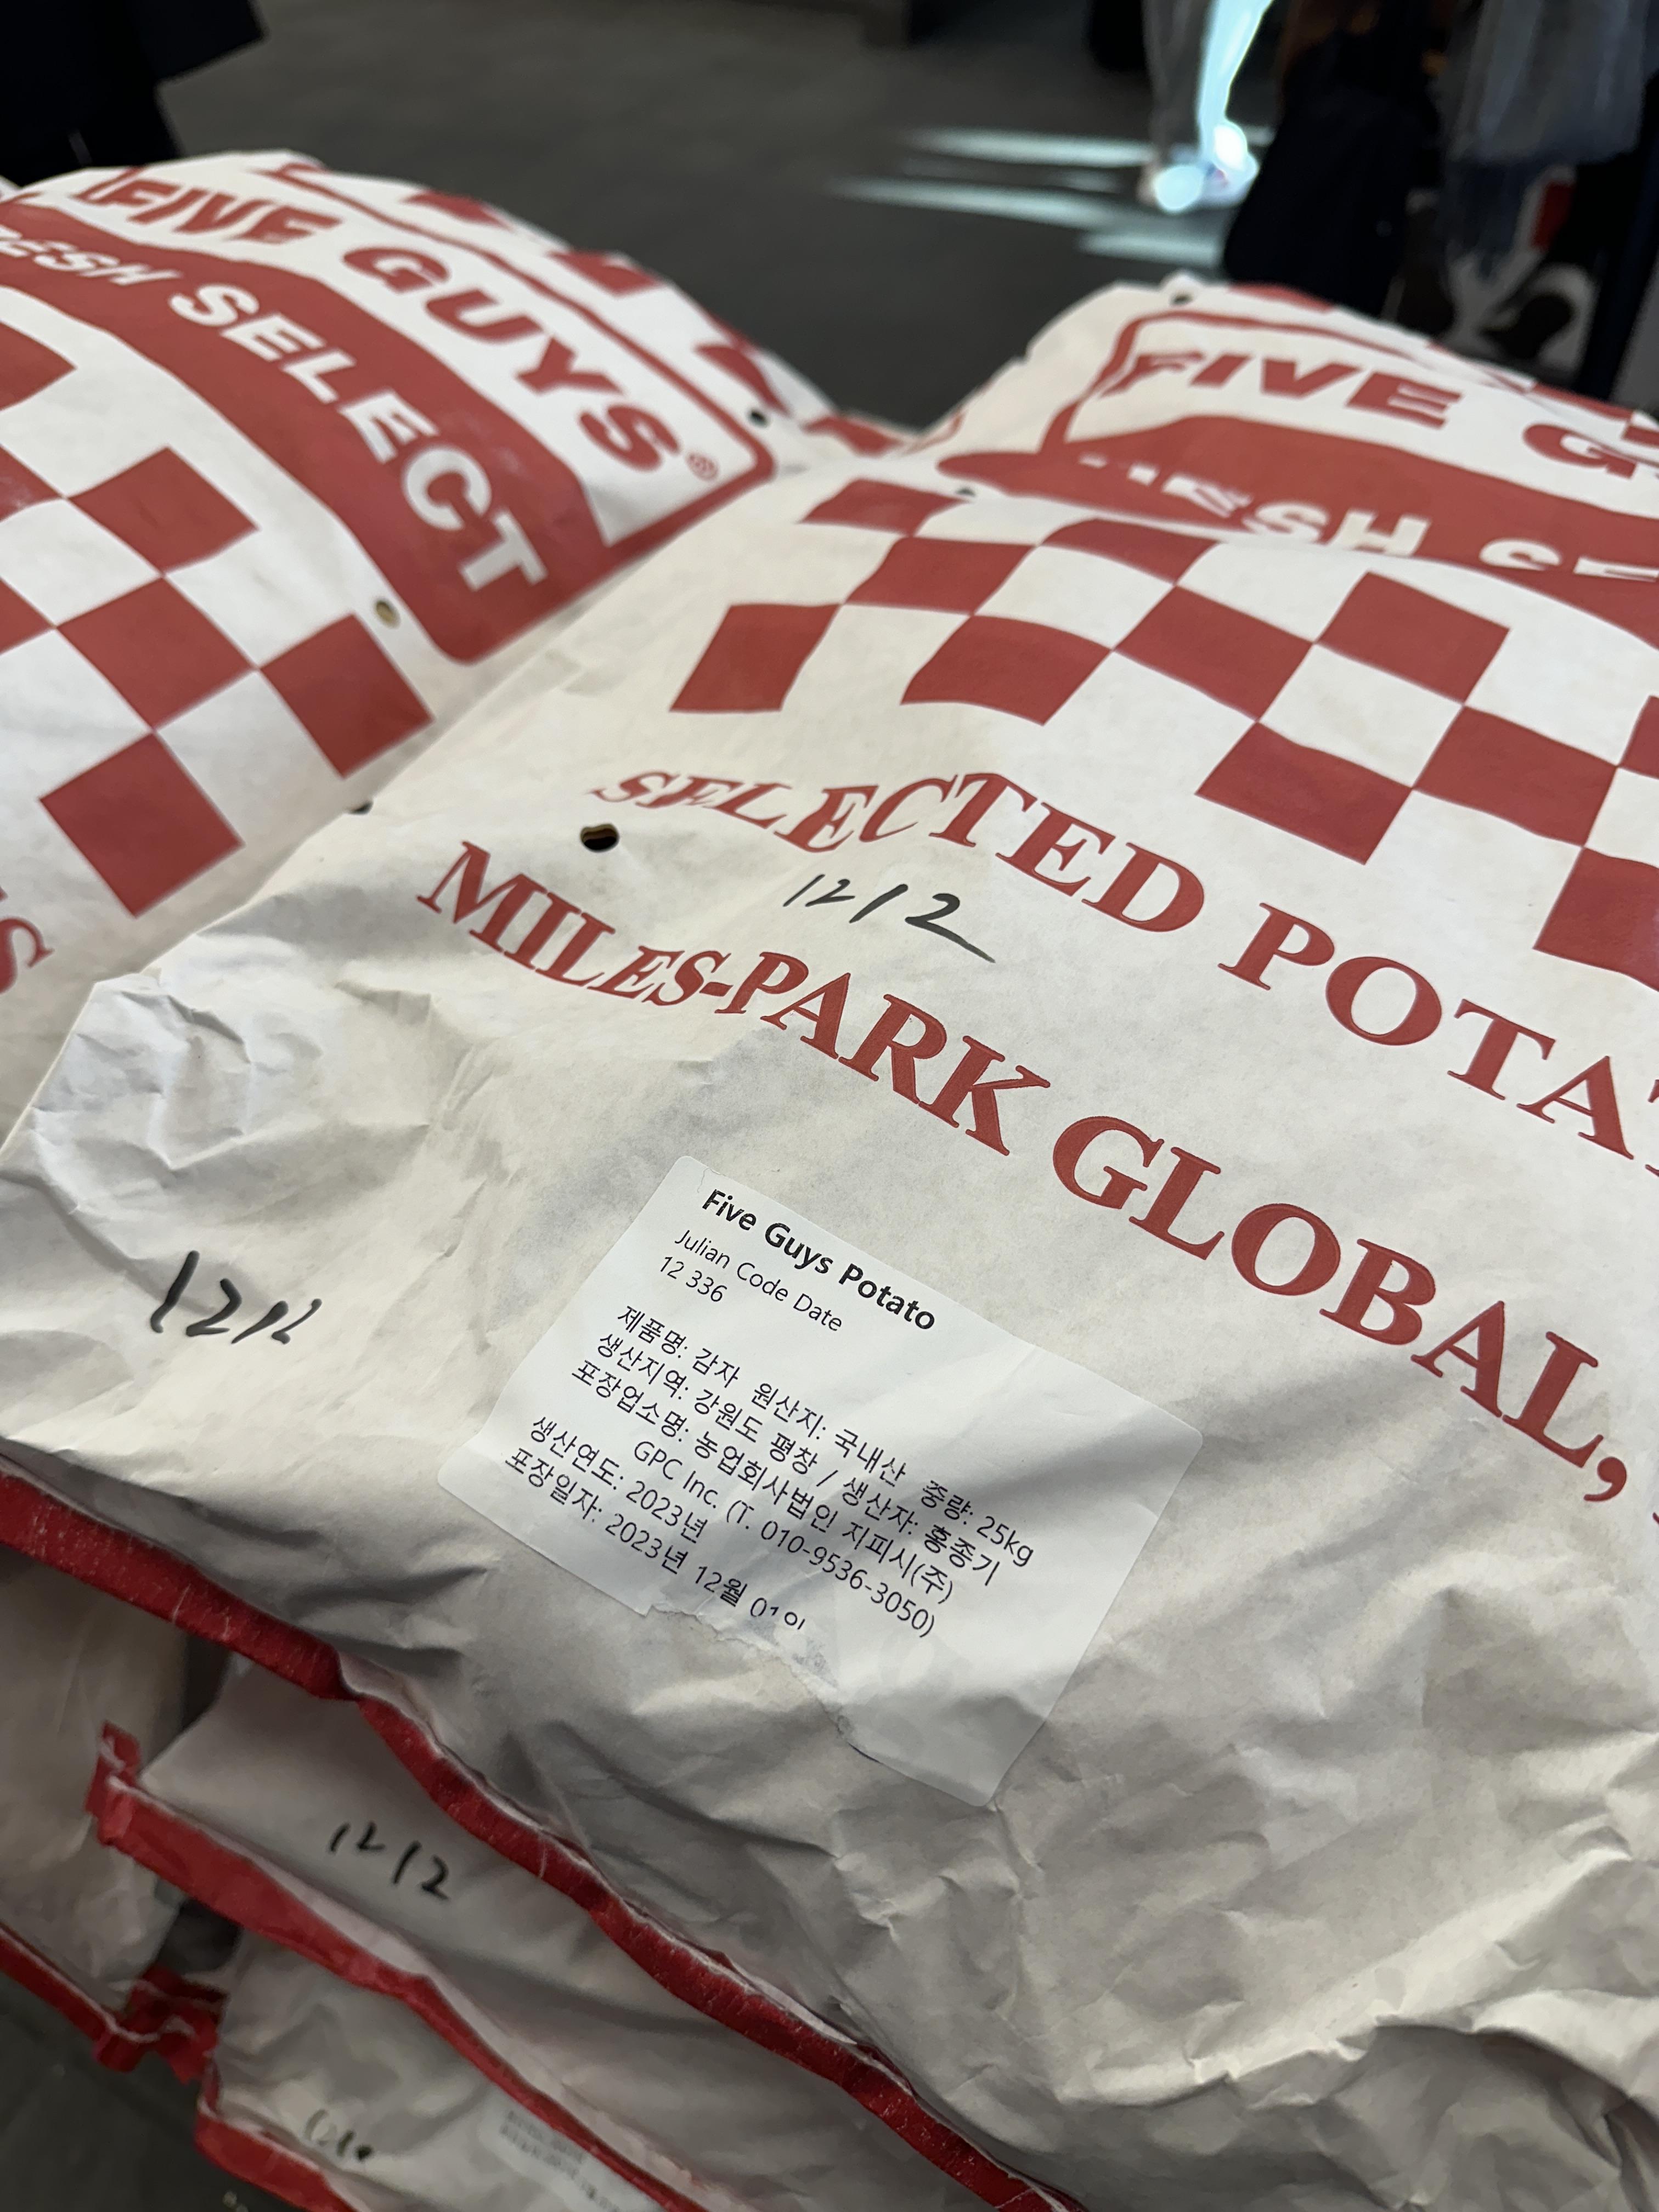 FIVE GUYS®
FRESH SELECT
FIVE
SELECTED
1212
MILES-PARK GLOBAL,
Five Guys Potato
Julian Code Date
12 336
제품명: 감자 원산지: 국내산 중량: 25kg
생산지역: 강원도 평창 / 생산자: 홍종기
포장업소명: 농업회사법인 지피시(주)
GPC Inc. (T. 010-9536-3050)
생산연도: 2023년
포장일자: 2023년 12월 01일
1212
1212